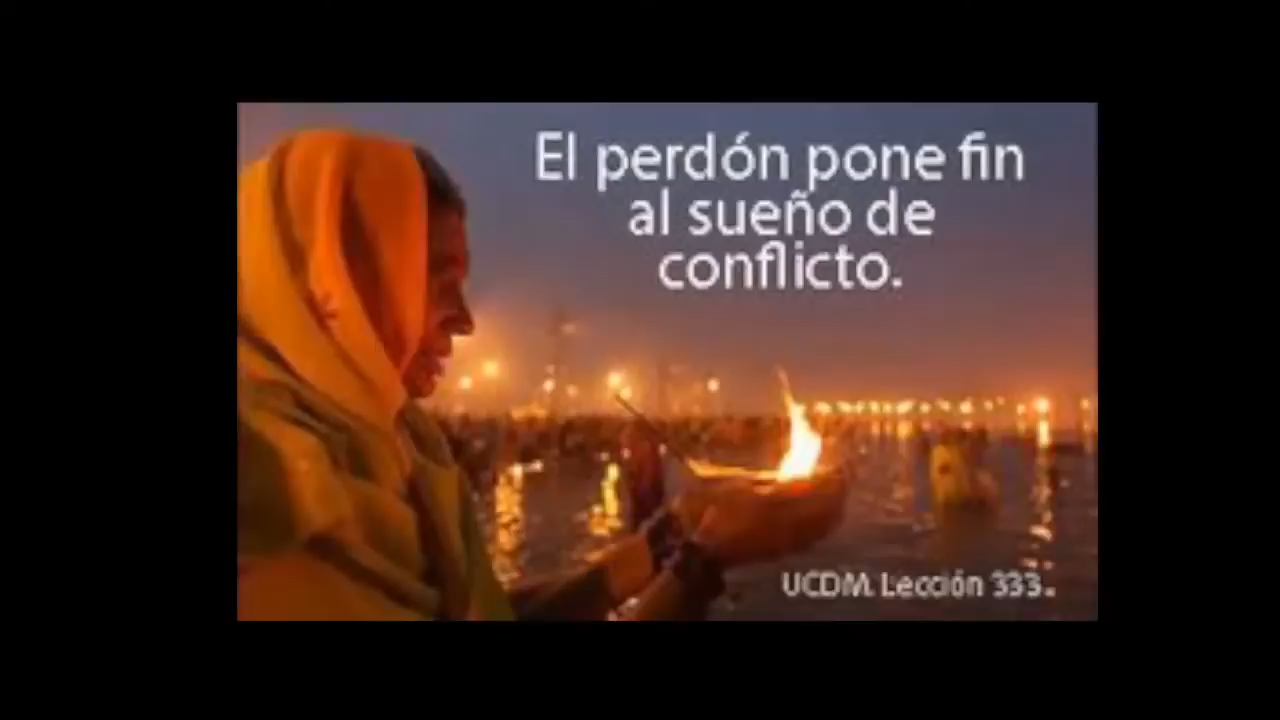 El perdón pone fin
al sueño de
conflicto.
UCDM. Lección 333.